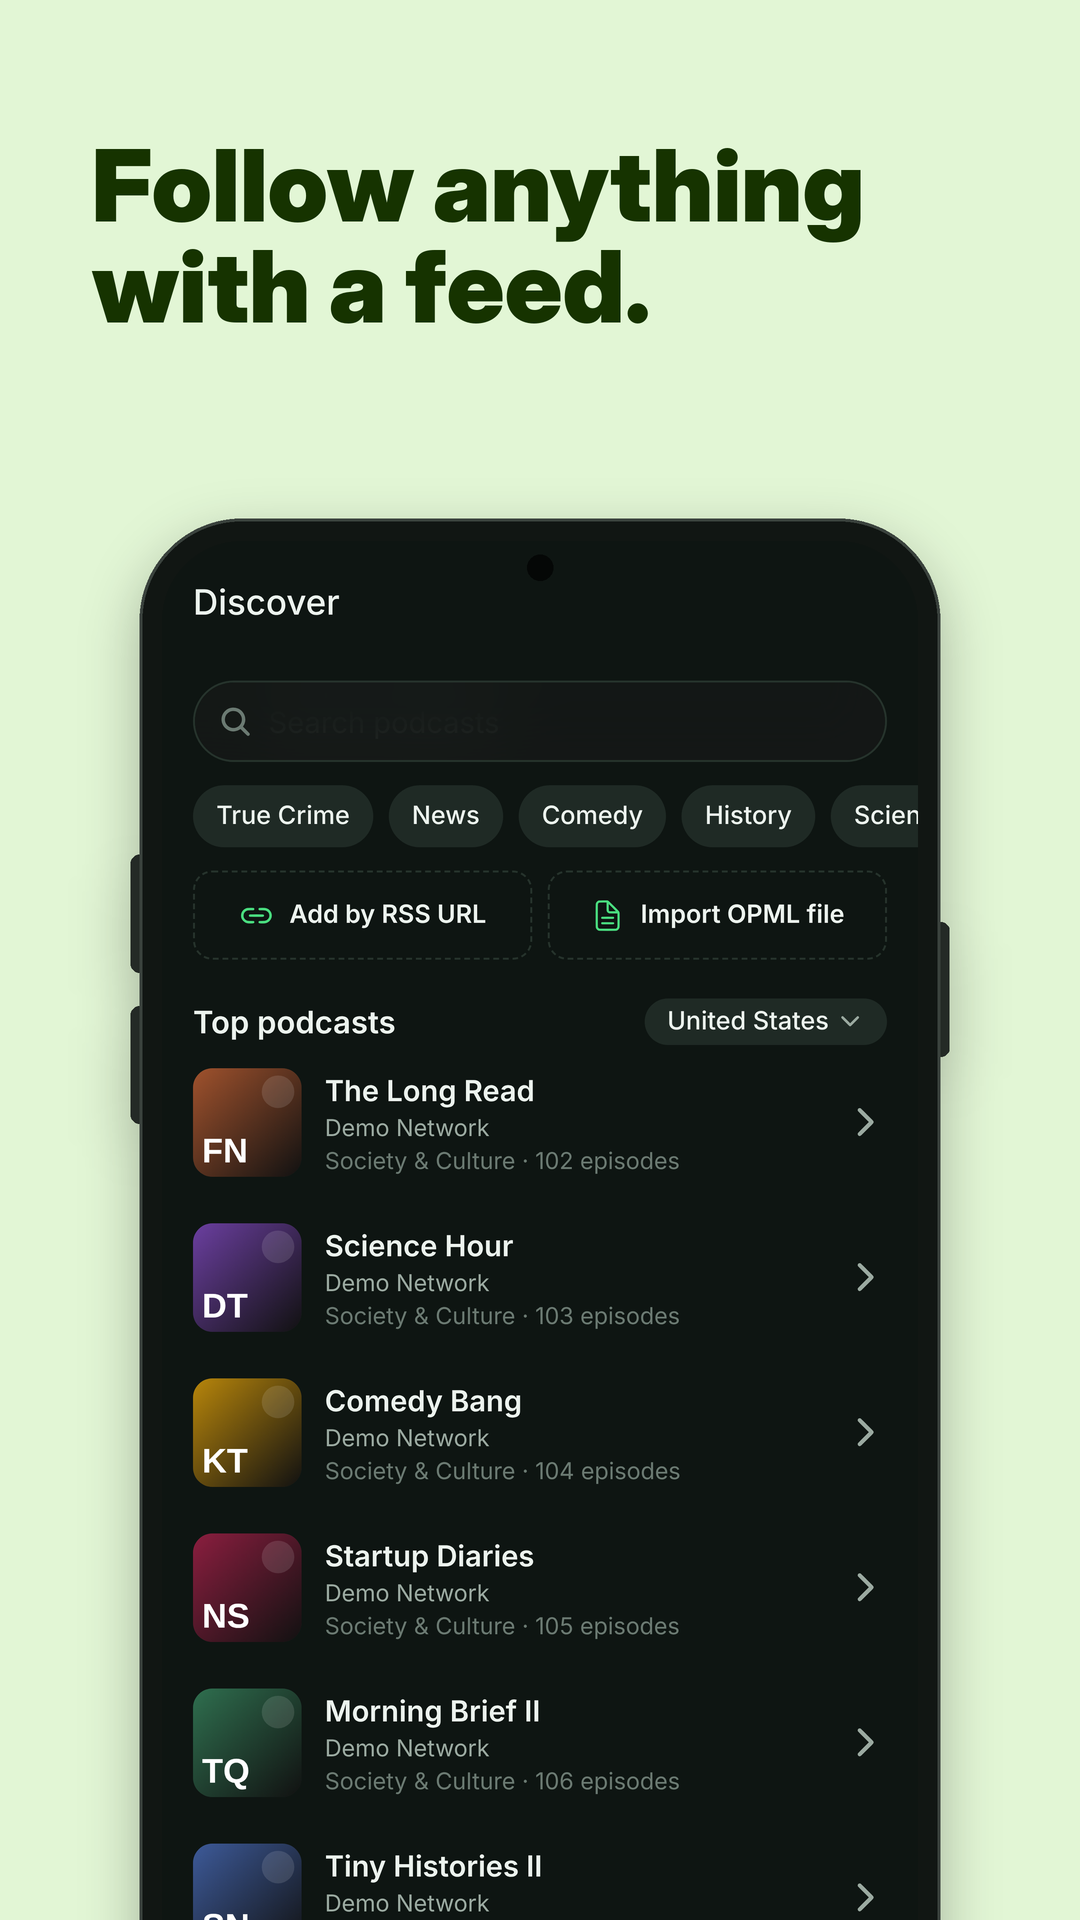 Follow anything
with a feed.
Discover
Search podcasts
True Crime
News
Comedy
History
Scien
Add by RSS URL
Import OPML file
Top podcasts
United States
FN
The Long Read
Demo Network
Society & Culture · 102 episodes
DT
Science Hour
Demo Network
Society & Culture · 103 episodes
KT
Comedy Bang
Demo Network
Society & Culture · 104 episodes
NS
Startup Diaries
Demo Network
Society & Culture · 105 episodes
TQ
Morning Brief II
Demo Network
Society & Culture · 106 episodes
Tiny Histories II
Demo Network